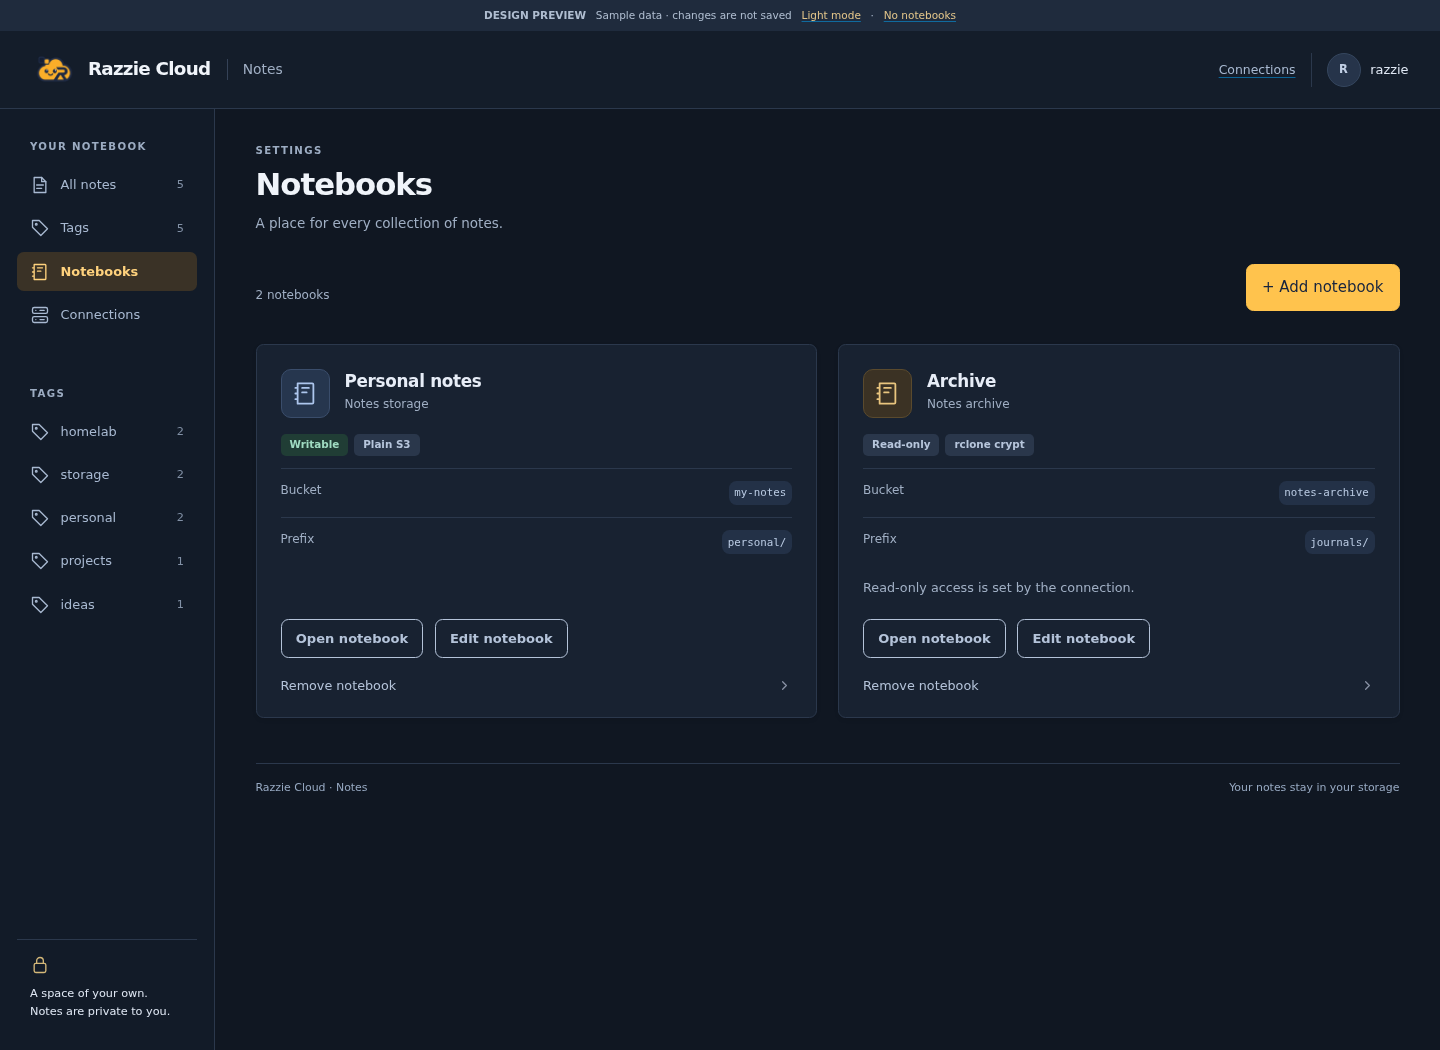 DESIGN PREVIEW Sample data · changes are not saved Light mode · No notebooks
Razzie Cloud Notes
Connections R razzie
YOUR NOTEBOOK
All notes 5
Tags 5
Notebooks
Connections
TAGS
homelab 2
storage 2
personal 2
projects 1
ideas 1
A space of your own.
Notes are private to you.
SETTINGS
Notebooks
A place for every collection of notes.
2 notebooks
+ Add notebook
Personal notes
Notes storage
Writable Plain S3
Bucket my-notes
Prefix personal/
Open notebook Edit notebook
Remove notebook
Archive
Notes archive
Read-only rclone crypt
Bucket notes-archive
Prefix journals/
Read-only access is set by the connection.
Open notebook Edit notebook
Remove notebook
Razzie Cloud · Notes
Your notes stay in your storage